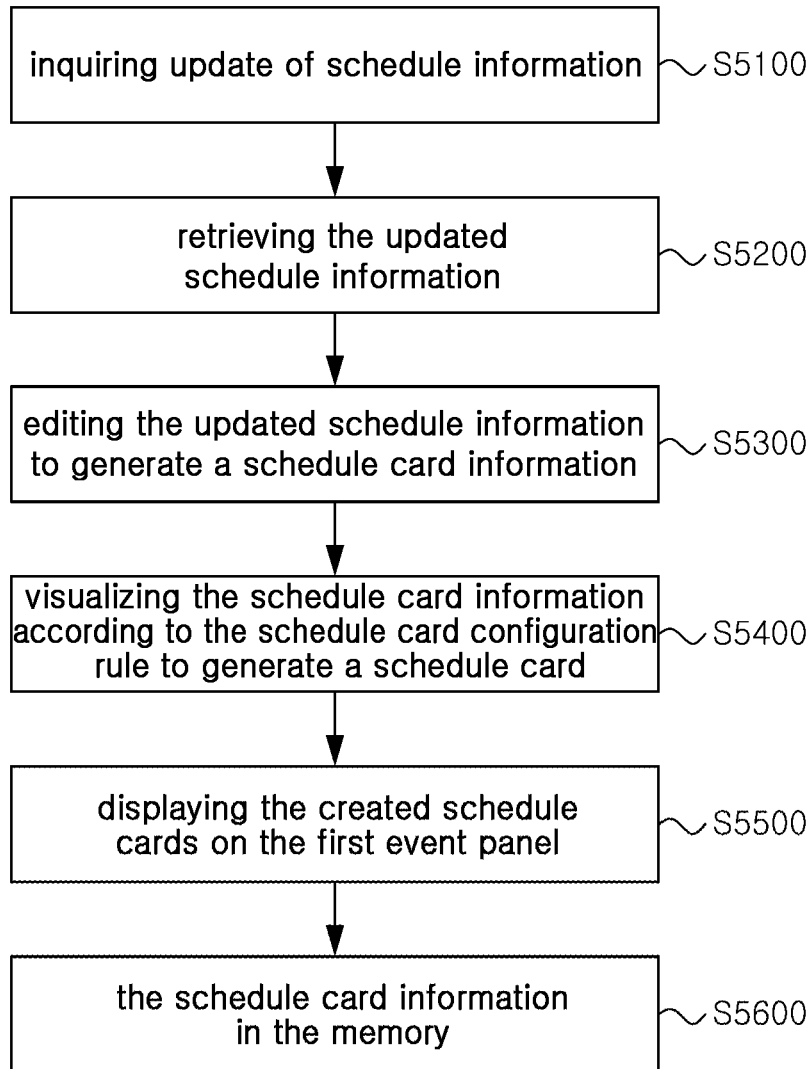 inquiring update of schedule information
S5100
retrieving the updated
schedule information
S5200
editing the updated schedule information
to generate a schedule card information
S5300
visualizing the schedule card information
according to the schedule card configuration
rule to generate a schedule card
S5400
displaying the created schedule
cards on the first event panel
S5500
the schedule card information
in the memory
S5600